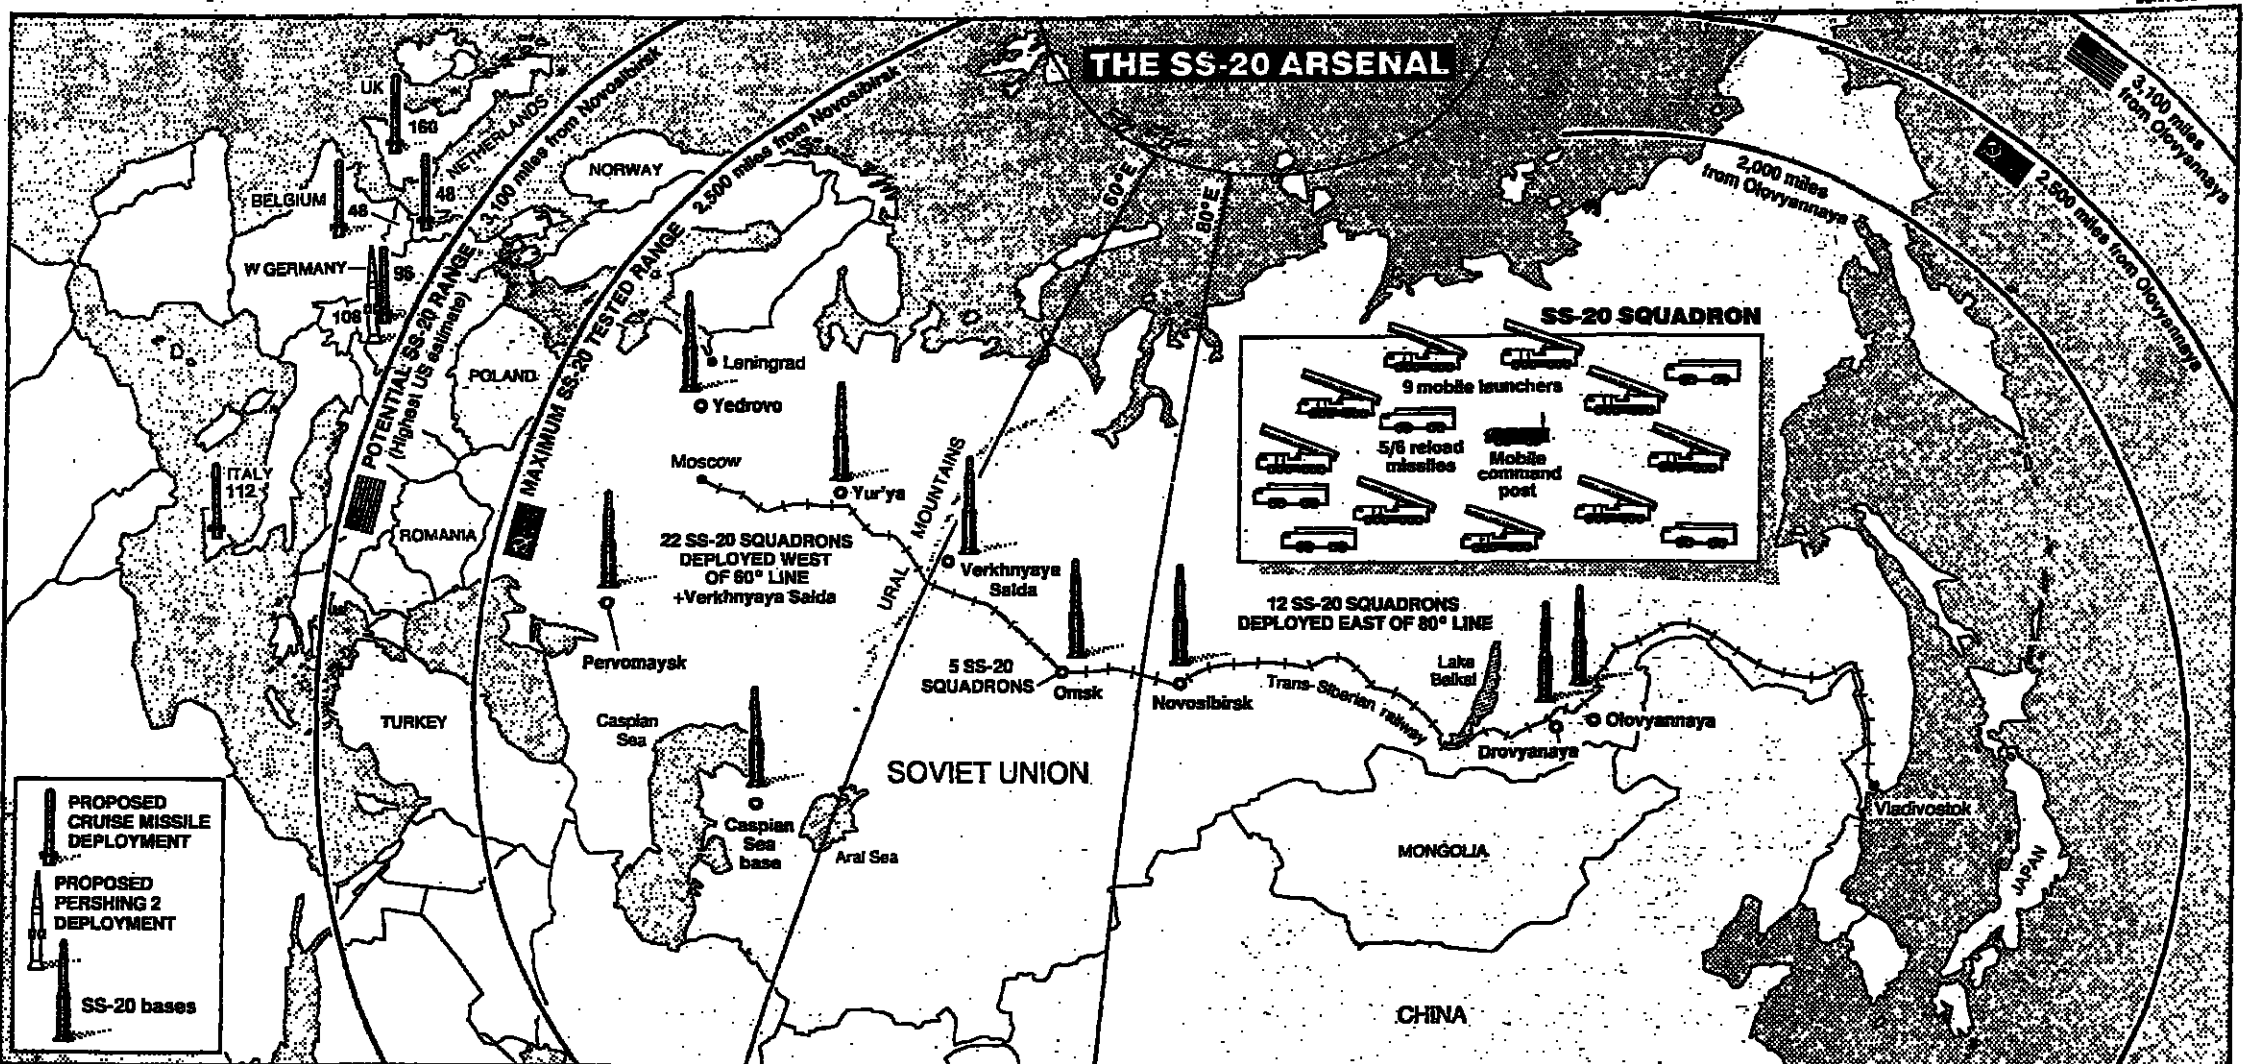 THE SS-20 ARSENAL
UK
160
NETHERLANDS
48
BELGIUM
48
W GERMANY
96
108
ITALY
112
NORWAY
POLAND
ROMANIA
TURKEY
3,100 miles from Novosibirsk
POTENTIAL SS-20 RANGE
(Highest US estimate)
2,500 miles from Novosibirsk
MAXIMUM SS-20 TESTED RANGE
60°E
80°E
3,100 miles
from Olovyannaya
2,500 miles from Olovyannaya
2,000 miles
from Olovyannaya
Leningrad
Yedrovo
Moscow
Yur'ya
URAL MOUNTAINS
22 SS-20 SQUADRONS
DEPLOYED WEST
OF 60° LINE
+Verkhnyaya Salda
Verkhnyaya
Salda
Pervomaysk
Caspian
Sea
Caspian
Sea
base
Aral Sea
5 SS-20
SQUADRONS
Omsk
Novosibirsk
SOVIET UNION
SS-20 SQUADRON
9 mobile launchers
5/6 reload
missiles
Mobile
command
post
12 SS-20 SQUADRONS
DEPLOYED EAST OF 80° LINE
Trans-Siberian railway
Lake
Baikal
Drovyanaya
Olovyannaya
MONGOLIA
CHINA
Vladivostok
JAPAN
PROPOSED
CRUISE MISSILE
DEPLOYMENT
PROPOSED
PERSHING 2
DEPLOYMENT
SS-20 bases